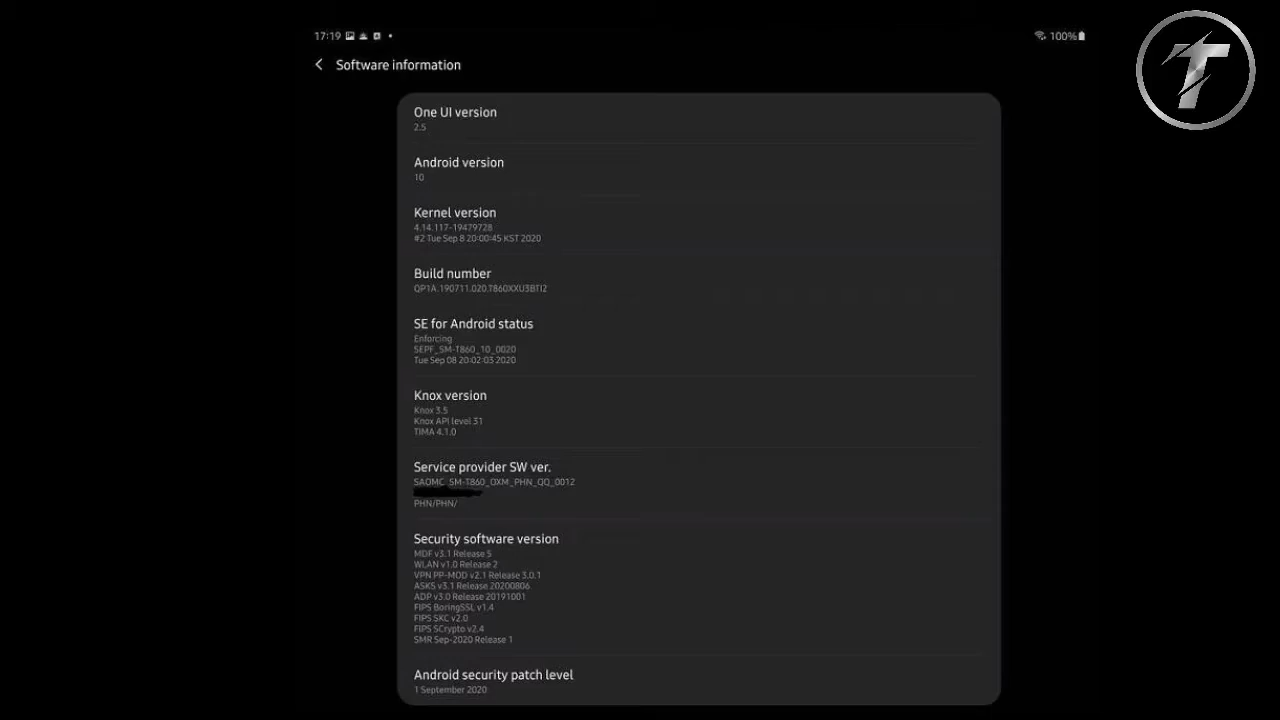 17:19
100%
Software information
One UI version
2.5
Android version
10
Kernel version
4.14.117-19479728
#2 Tue Sep 8 20:00:45 KST 2020
Build number
QP1A.190711.020.T860XXU3BTI2
SE for Android status
Enforcing
SEPF_SM-T860_10_0020
Tue Sep 08 20:02:03 2020
Knox version
Knox 3.5
Knox API level 31
TIMA 4.1.0
Service provider SW ver.
SAOMC_SM-T860_OXM_PHN_QQ_0012
PHN/PHN/
Security software version
MDF v3.1 Release 5
WLAN v1.0 Release 2
VPN PP-MOD v2.1 Release 3.0.1
ASKS v3.1 Release 20200806
ADP v3.0 Release 20191001
FIPS BoringSSL v1.4
FIPS SKC v2.0
FIPS SCrypto v2.4
SMR Sep-2020 Release 1
Android security patch level
1 September 2020
T